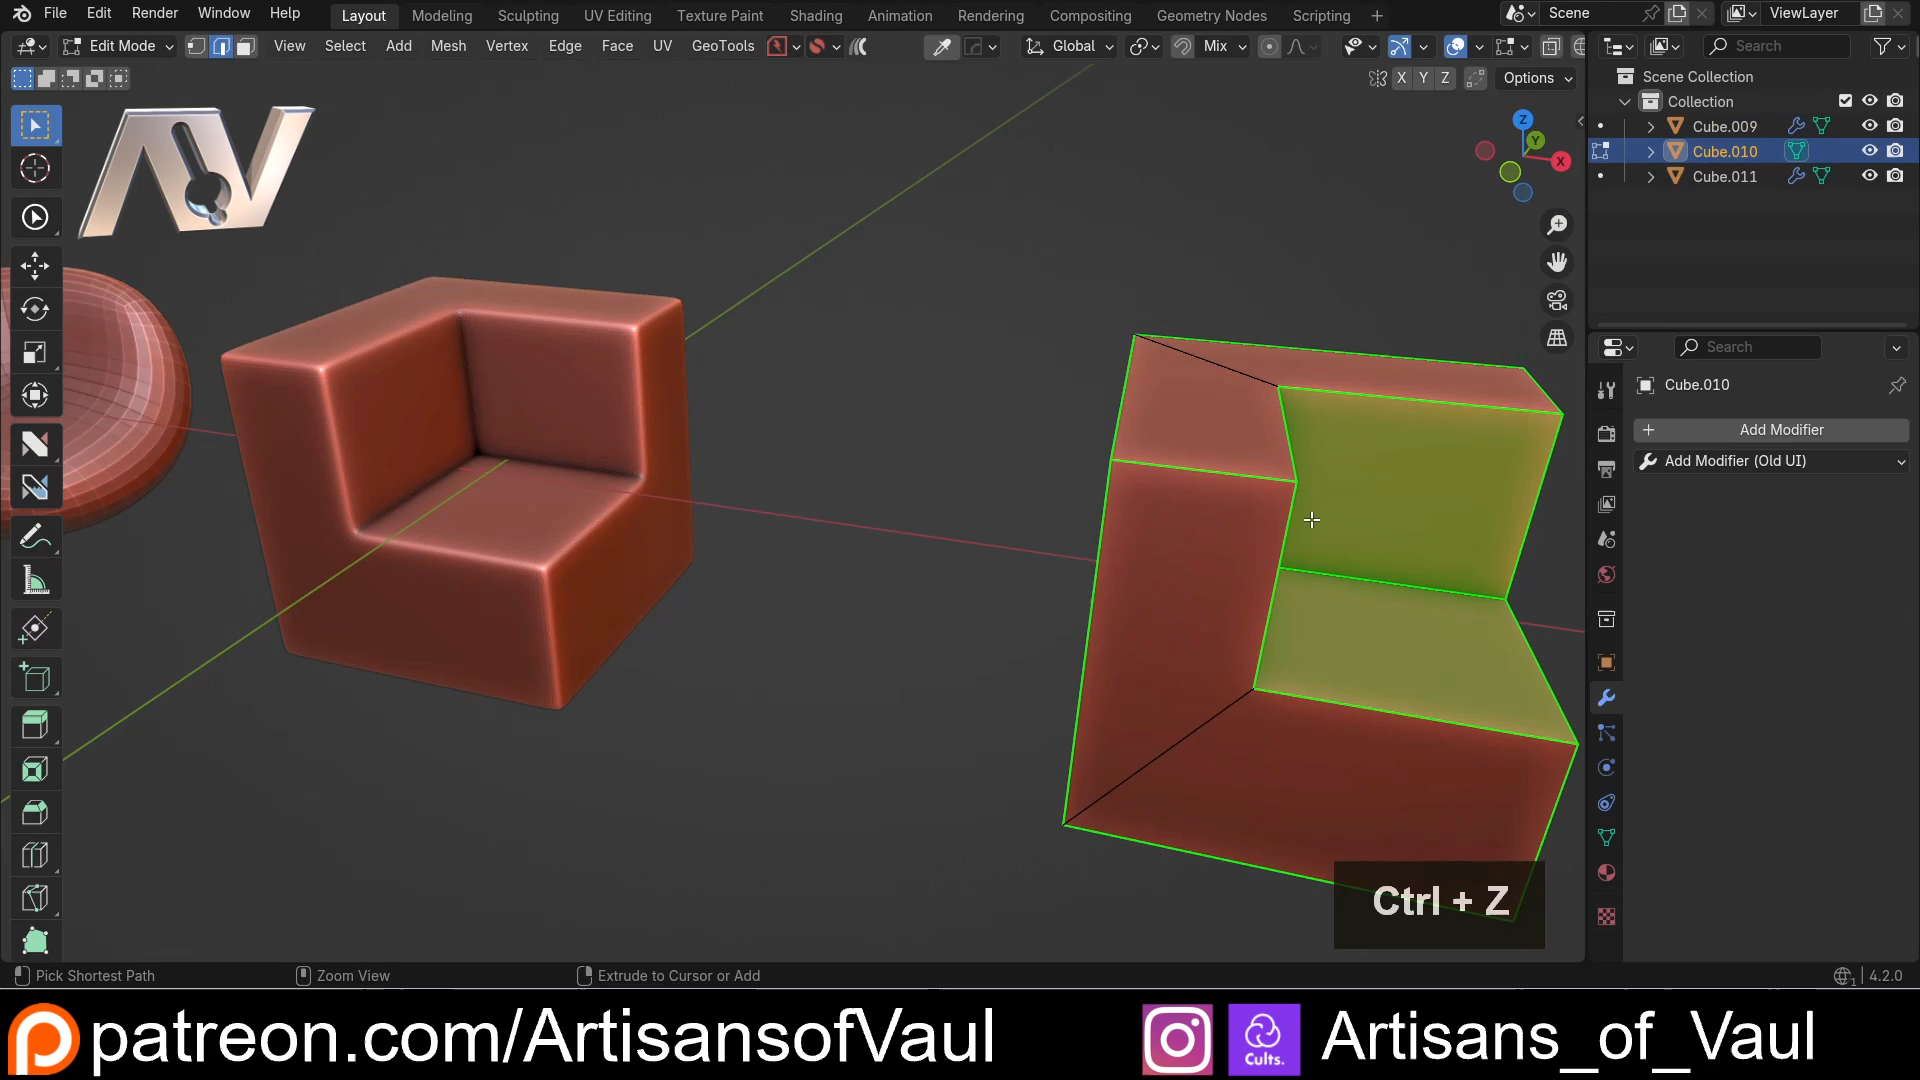 File Edit Render Window Help
Layout Modeling Sculpting UV Editing Texture Paint Shading Animation Rendering Compositing Geometry Nodes Scripting +
Scene
ViewLayer
Edit Mode View Select Add Mesh Vertex Edge Face UV GeoTools Global Mix
Search
X Y Z Options
Scene Collection
Collection
Cube.009
Cube.010
Cube.011
Z
Y
X
Search
Cube.010
+ Add Modifier
Add Modifier (Old UI)
Ctrl + Z
Pick Shortest Path Zoom View Extrude to Cursor or Add 1 4.2.0
patreon.com/ArtisansofVaul
Cults.
Artisans_of_Vaul